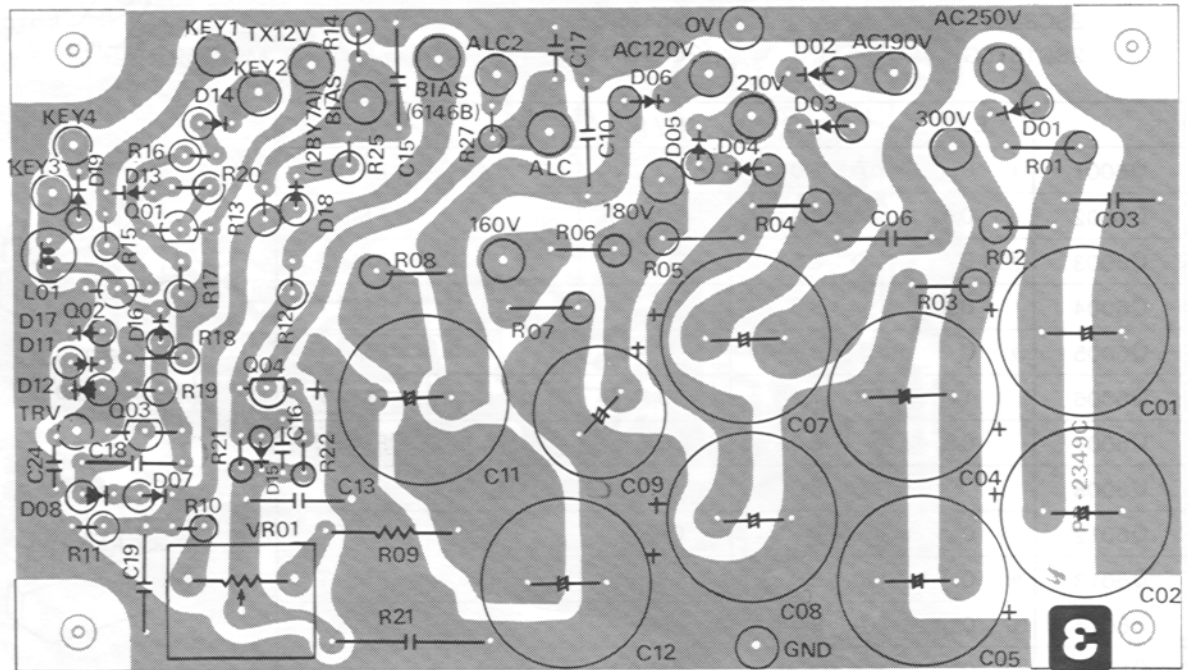 KEY1
TX12V
R14
ALC2
C17
0V
AC250V
KEY2
BIAS
(12BY7A)
BIAS
(6146B)
AC120V
D02
AC190V
D14
D06
210V
D03
D01
KEY4
C15
R27
C10
D05
D04
300V
R01
R16
R25
ALC
KEY3
D19
D13
R20
R13
D18
180V
R04
C06
C03
Q01
R15
160V
R06
R05
R02
L01
R17
R08
R03
Q02
D16
R12
R07
D17
D11
R18
D12
R19
Q04
TRV
Q03
C16
C07
C01
C18
R21
R22
C11
C09
C04
C24
D15
D07
C13
D08
R10
PB-2349C
R11
VR01
C19
R09
C08
C02
R21
C12
GND
C05
3